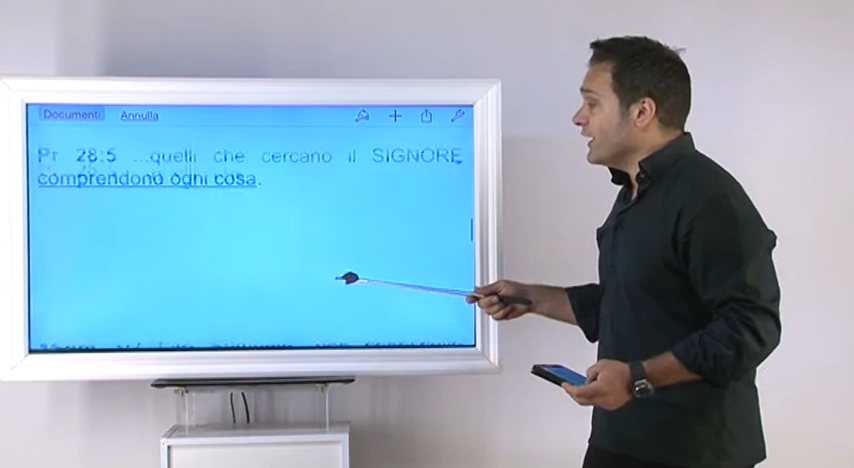 Documenti Annulla
Pr 28:5 ...quelli che cercano il SIGNORE
comprendono ogni cosa.